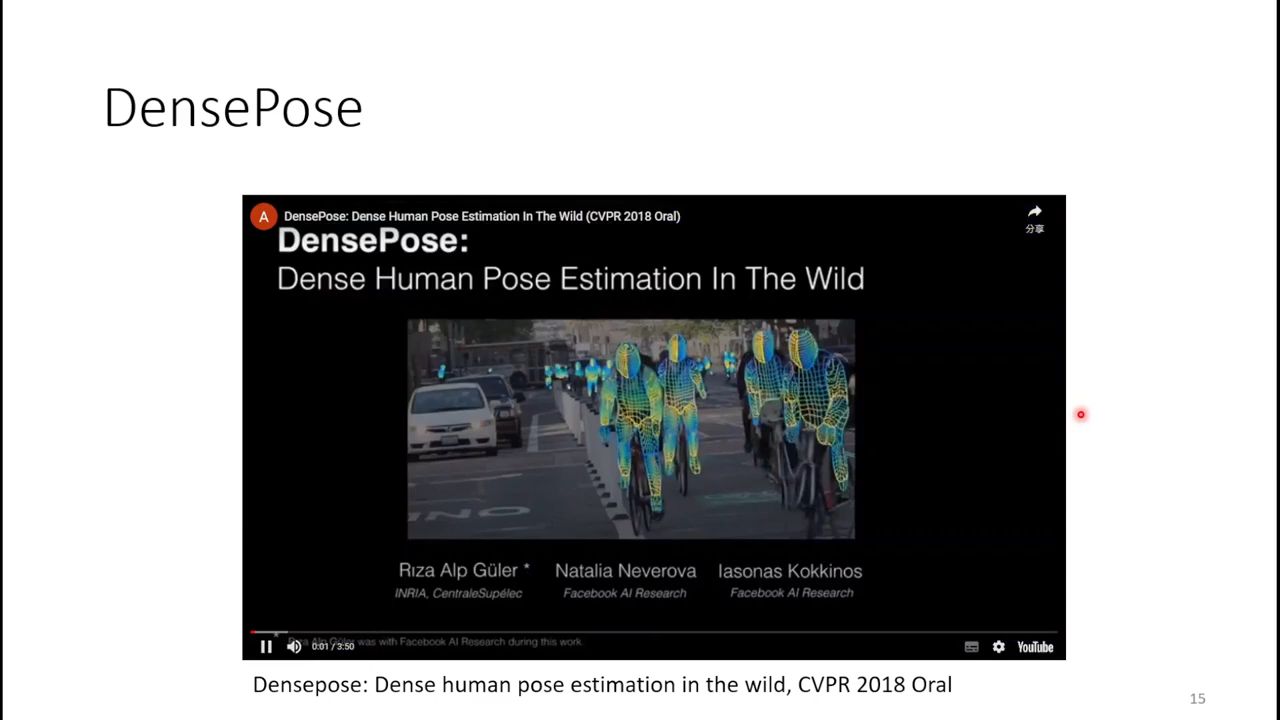 DensePose
A
DensePose: Dense Human Pose Estimation In The Wild (CVPR 2018 Oral)
分享
DensePose:
Dense Human Pose Estimation In The Wild
Rıza Alp Güler *
Natalia Neverova
Iasonas Kokkinos
INRIA, CentraleSupélec
Facebook AI Research
Facebook AI Research
* Rıza Alp Güler was with Facebook AI Research during this work.
0:01 / 3:50
YouTube
Densepose: Dense human pose estimation in the wild, CVPR 2018 Oral
15